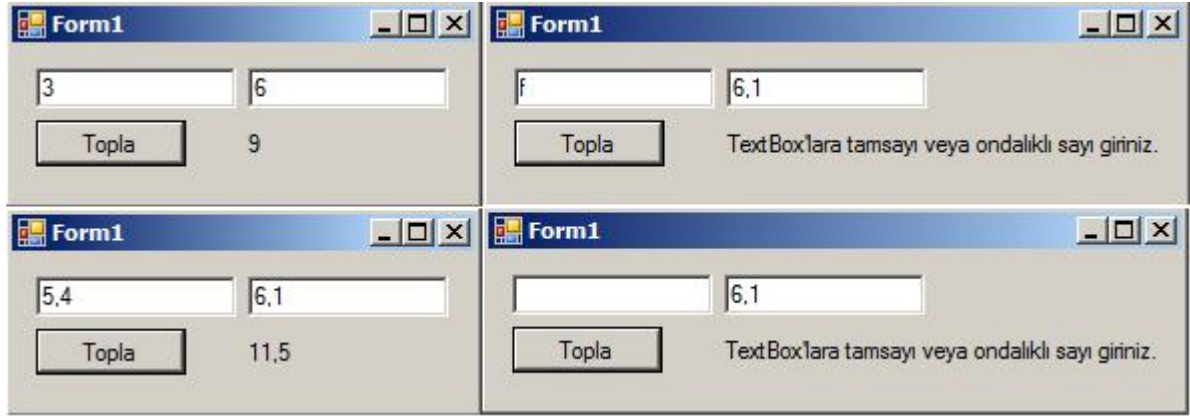 Form1
3 6
Topla 9
Form1
f 6,1
Topla TextBox'lara tamsayı veya ondalıklı sayı giriniz.
Form1
5,4 6,1
Topla 11,5
Form1
6,1
Topla TextBox'lara tamsayı veya ondalıklı sayı giriniz.